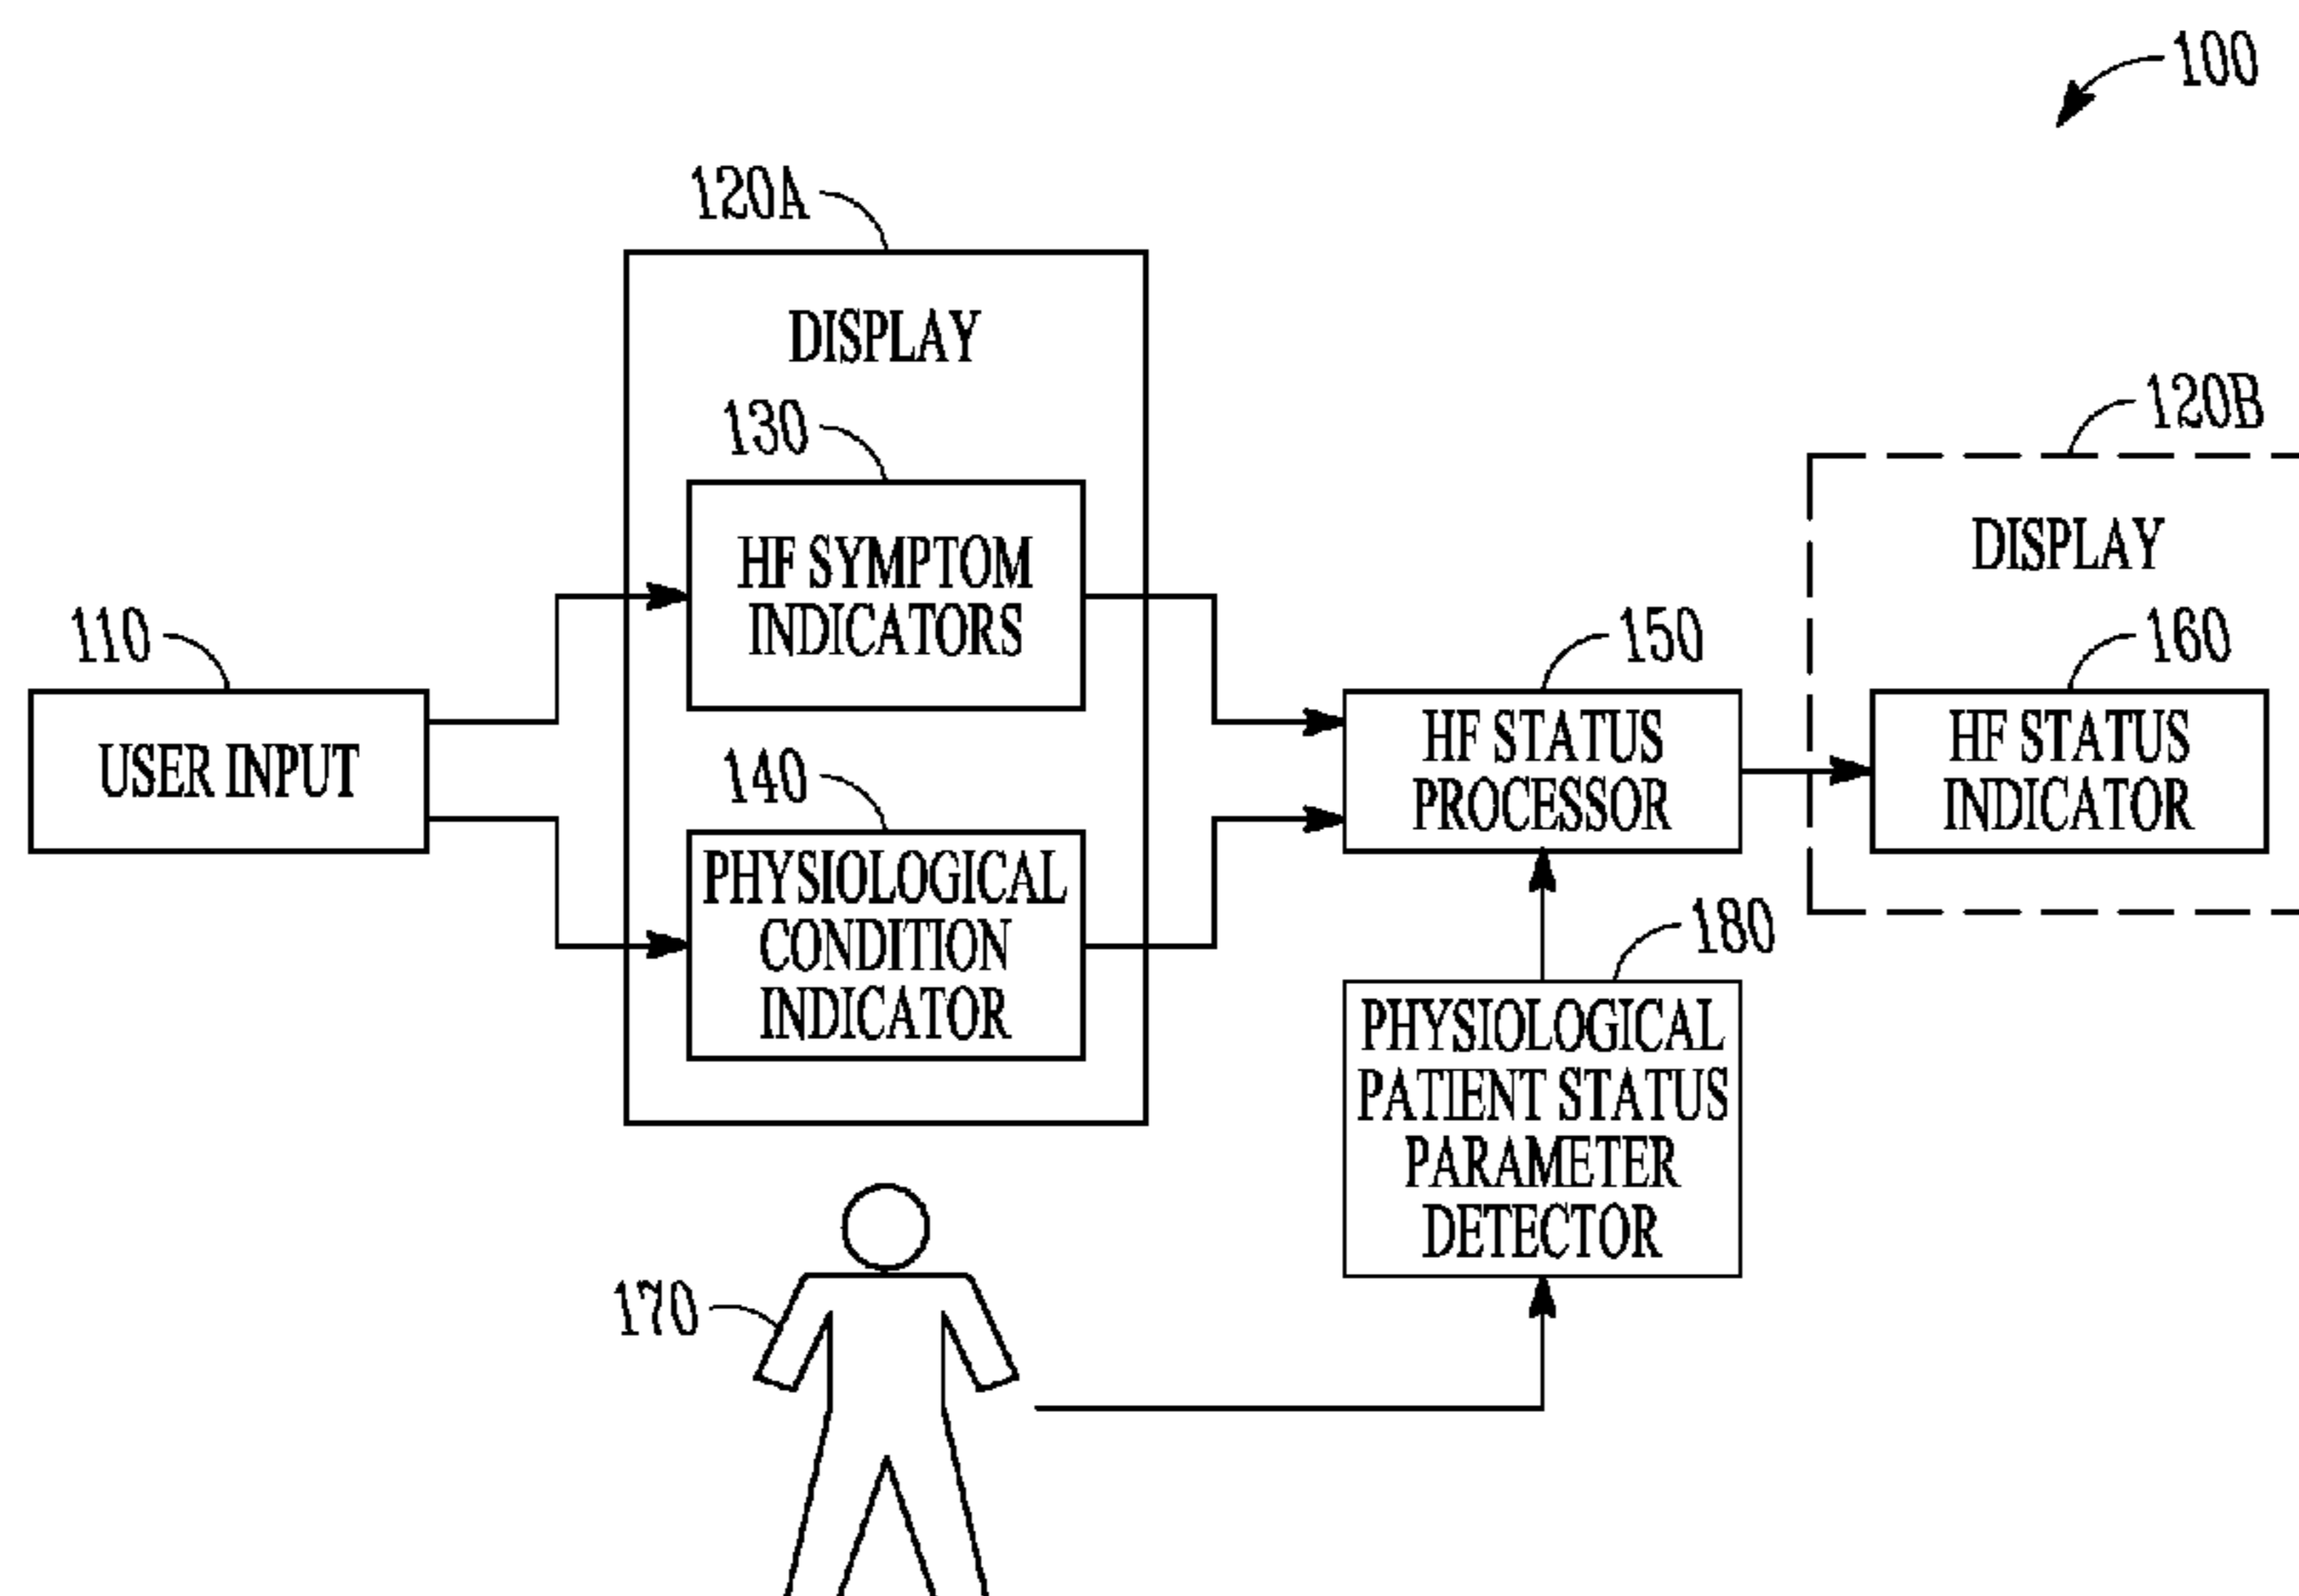 100
120A
DISPLAY
130
HF SYMPTOM
INDICATORS
110
USER INPUT
140
PHYSIOLOGICAL
CONDITION
INDICATOR
150
HF STATUS
PROCESSOR
120B
DISPLAY
160
HF STATUS
INDICATOR
180
PHYSIOLOGICAL
PATIENT STATUS
PARAMETER
DETECTOR
170